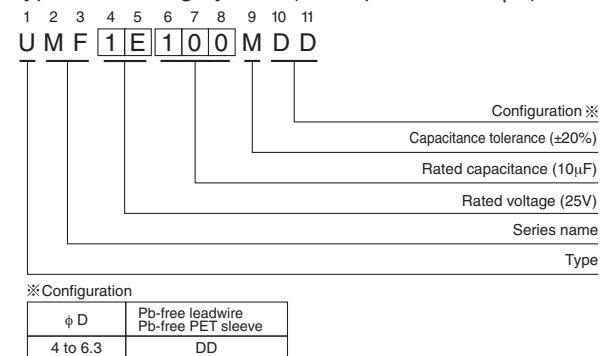 1 2 3 4 5 6 7 8 9 10 11
U M F 1 E 1 0 0 M D D
Configuration ※
Capacitance tolerance (±20%)
Rated capacitance (10μF)
Rated voltage (25V)
Series name
Type
※Configuration
ϕ D
Pb-free leadwire
Pb-free PET sleeve
4 to 6.3
DD